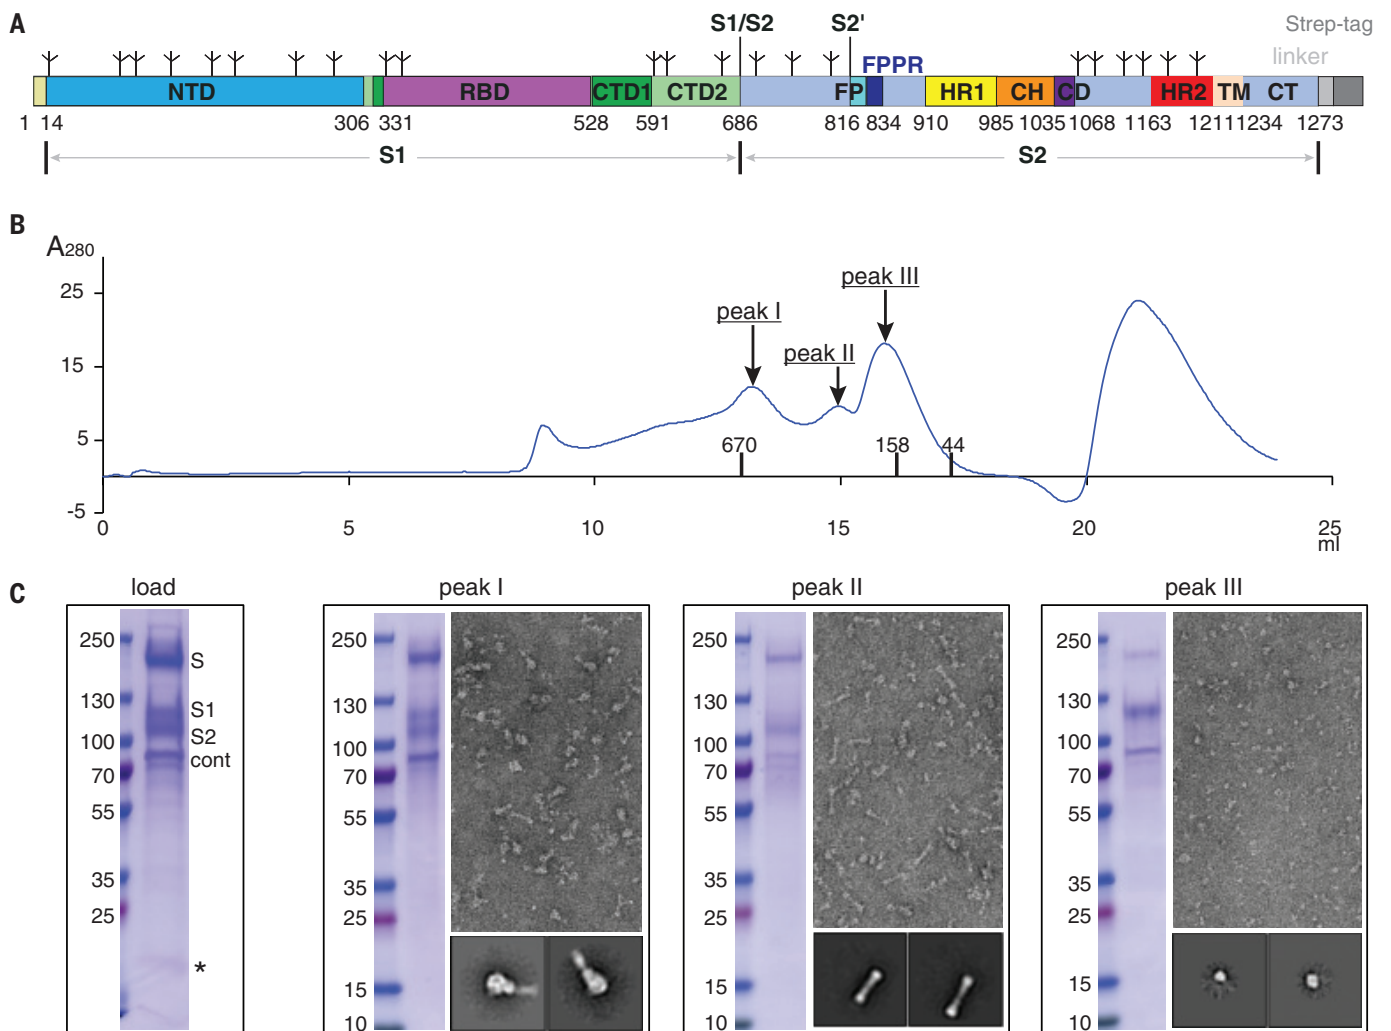 A
S1/S2
S2'
Strep-tag
linker
FPPR
NTD
RBD
CTD1
CTD2
FP
HR1
CH
CD
HR2
TM
CT
1 14 306 331 528 591 686 816 834 910 985 1035 1068 1163 1211 1234 1273
S1
S2
B
A280
25
15
5
-5
peak I
peak II
peak III
670
158
44
0 5 10 15 20 25
ml
C
load
250
130
100
70
55
35
25
S
S1
S2
cont
*
peak I
250
130
100
70
55
35
25
15
10
peak II
250
130
100
70
55
35
25
15
10
peak III
250
130
100
70
55
35
25
15
10